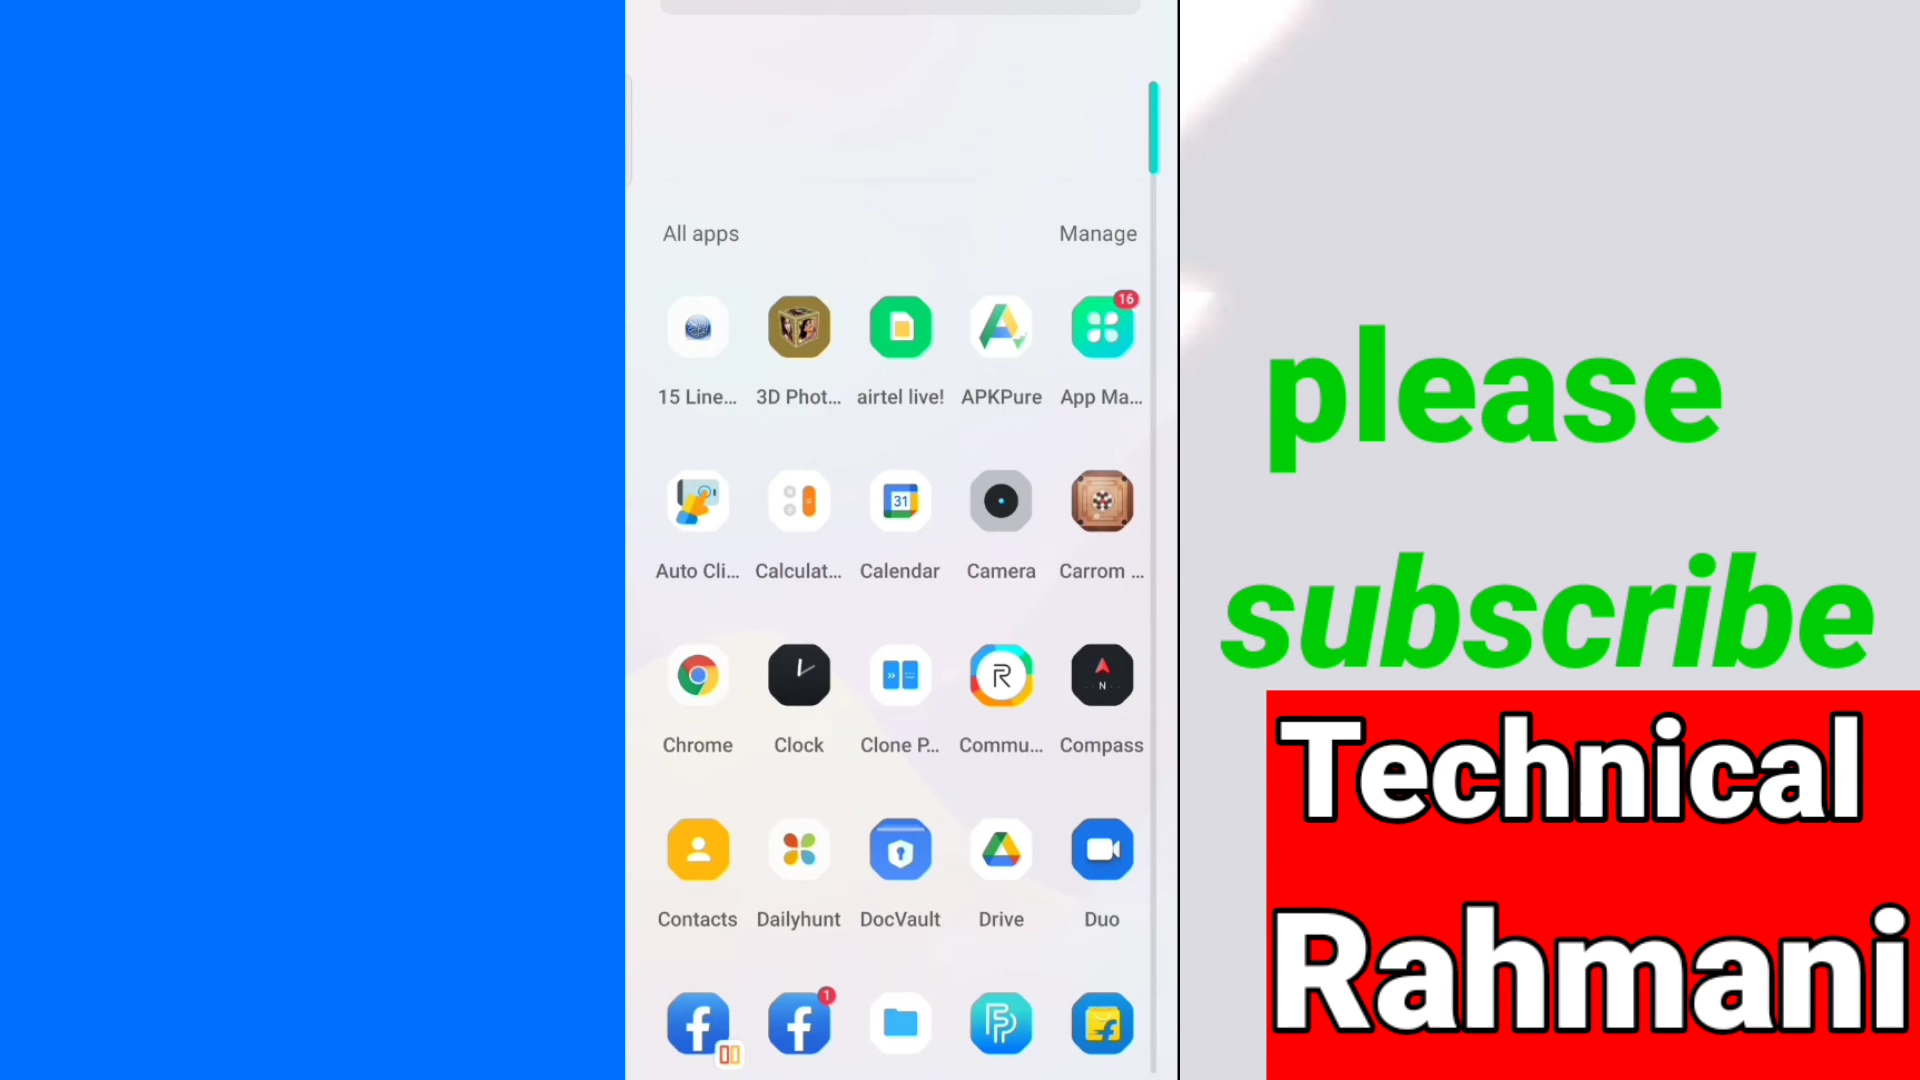 All apps Manage
16
15 Line... 3D Phot... airtel live! APKPure App Ma...
31
Auto Cli... Calculat... Calendar Camera Carrom ...
N
Chrome Clock Clone P... Commu... Compass
Contacts Dailyhunt DocVault Drive Duo
1
please
subscribe
Technical
Rahmani